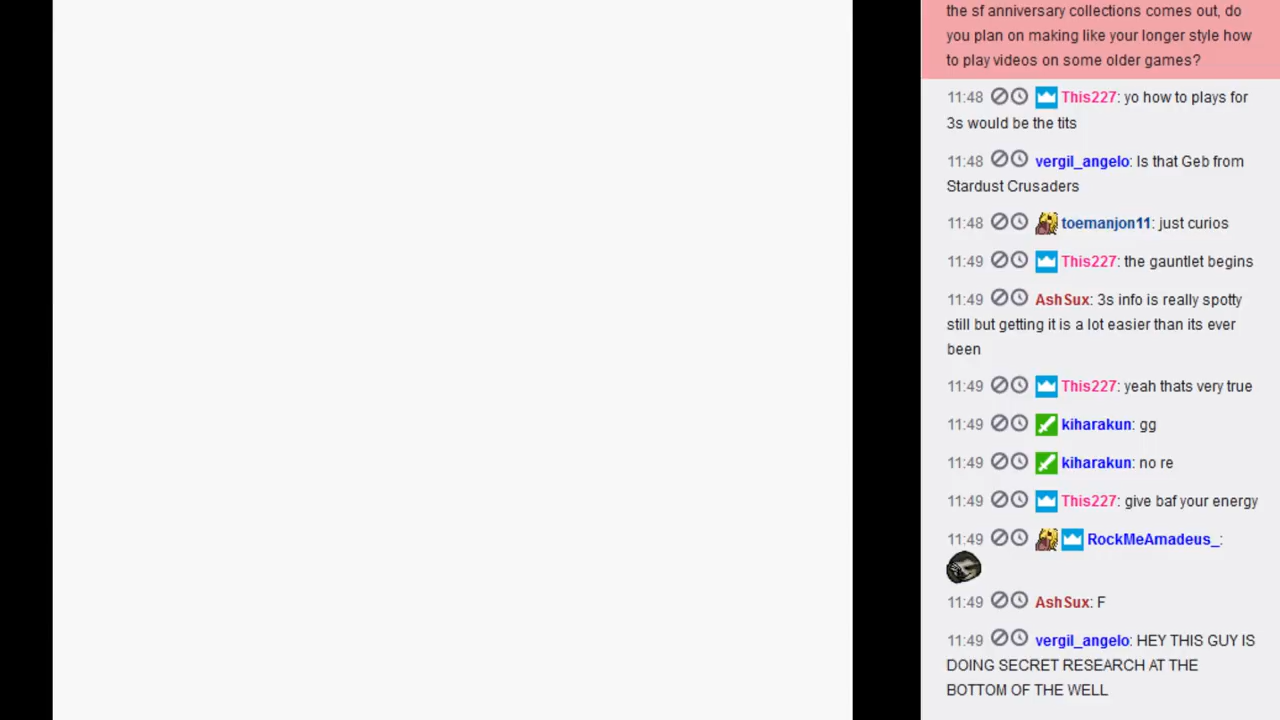 the sf anniversary collections comes out, do
you plan on making like your longer style how
to play videos on some older games?
11:48 This227: yo how to plays for
3s would be the tits
11:48 vergil_angelo: Is that Geb from
Stardust Crusaders
11:48 toemanjon11: just curios
11:49 This227: the gauntlet begins
11:49 AshSux: 3s info is really spotty
still but getting it is a lot easier than its ever
been
11:49 This227: yeah thats very true
11:49 kiharakun: gg
11:49 kiharakun: no re
11:49 This227: give baf your energy
11:49 RockMeAmadeus_:
11:49 AshSux: F
11:49 vergil_angelo: HEY THIS GUY IS
DOING SECRET RESEARCH AT THE
BOTTOM OF THE WELL